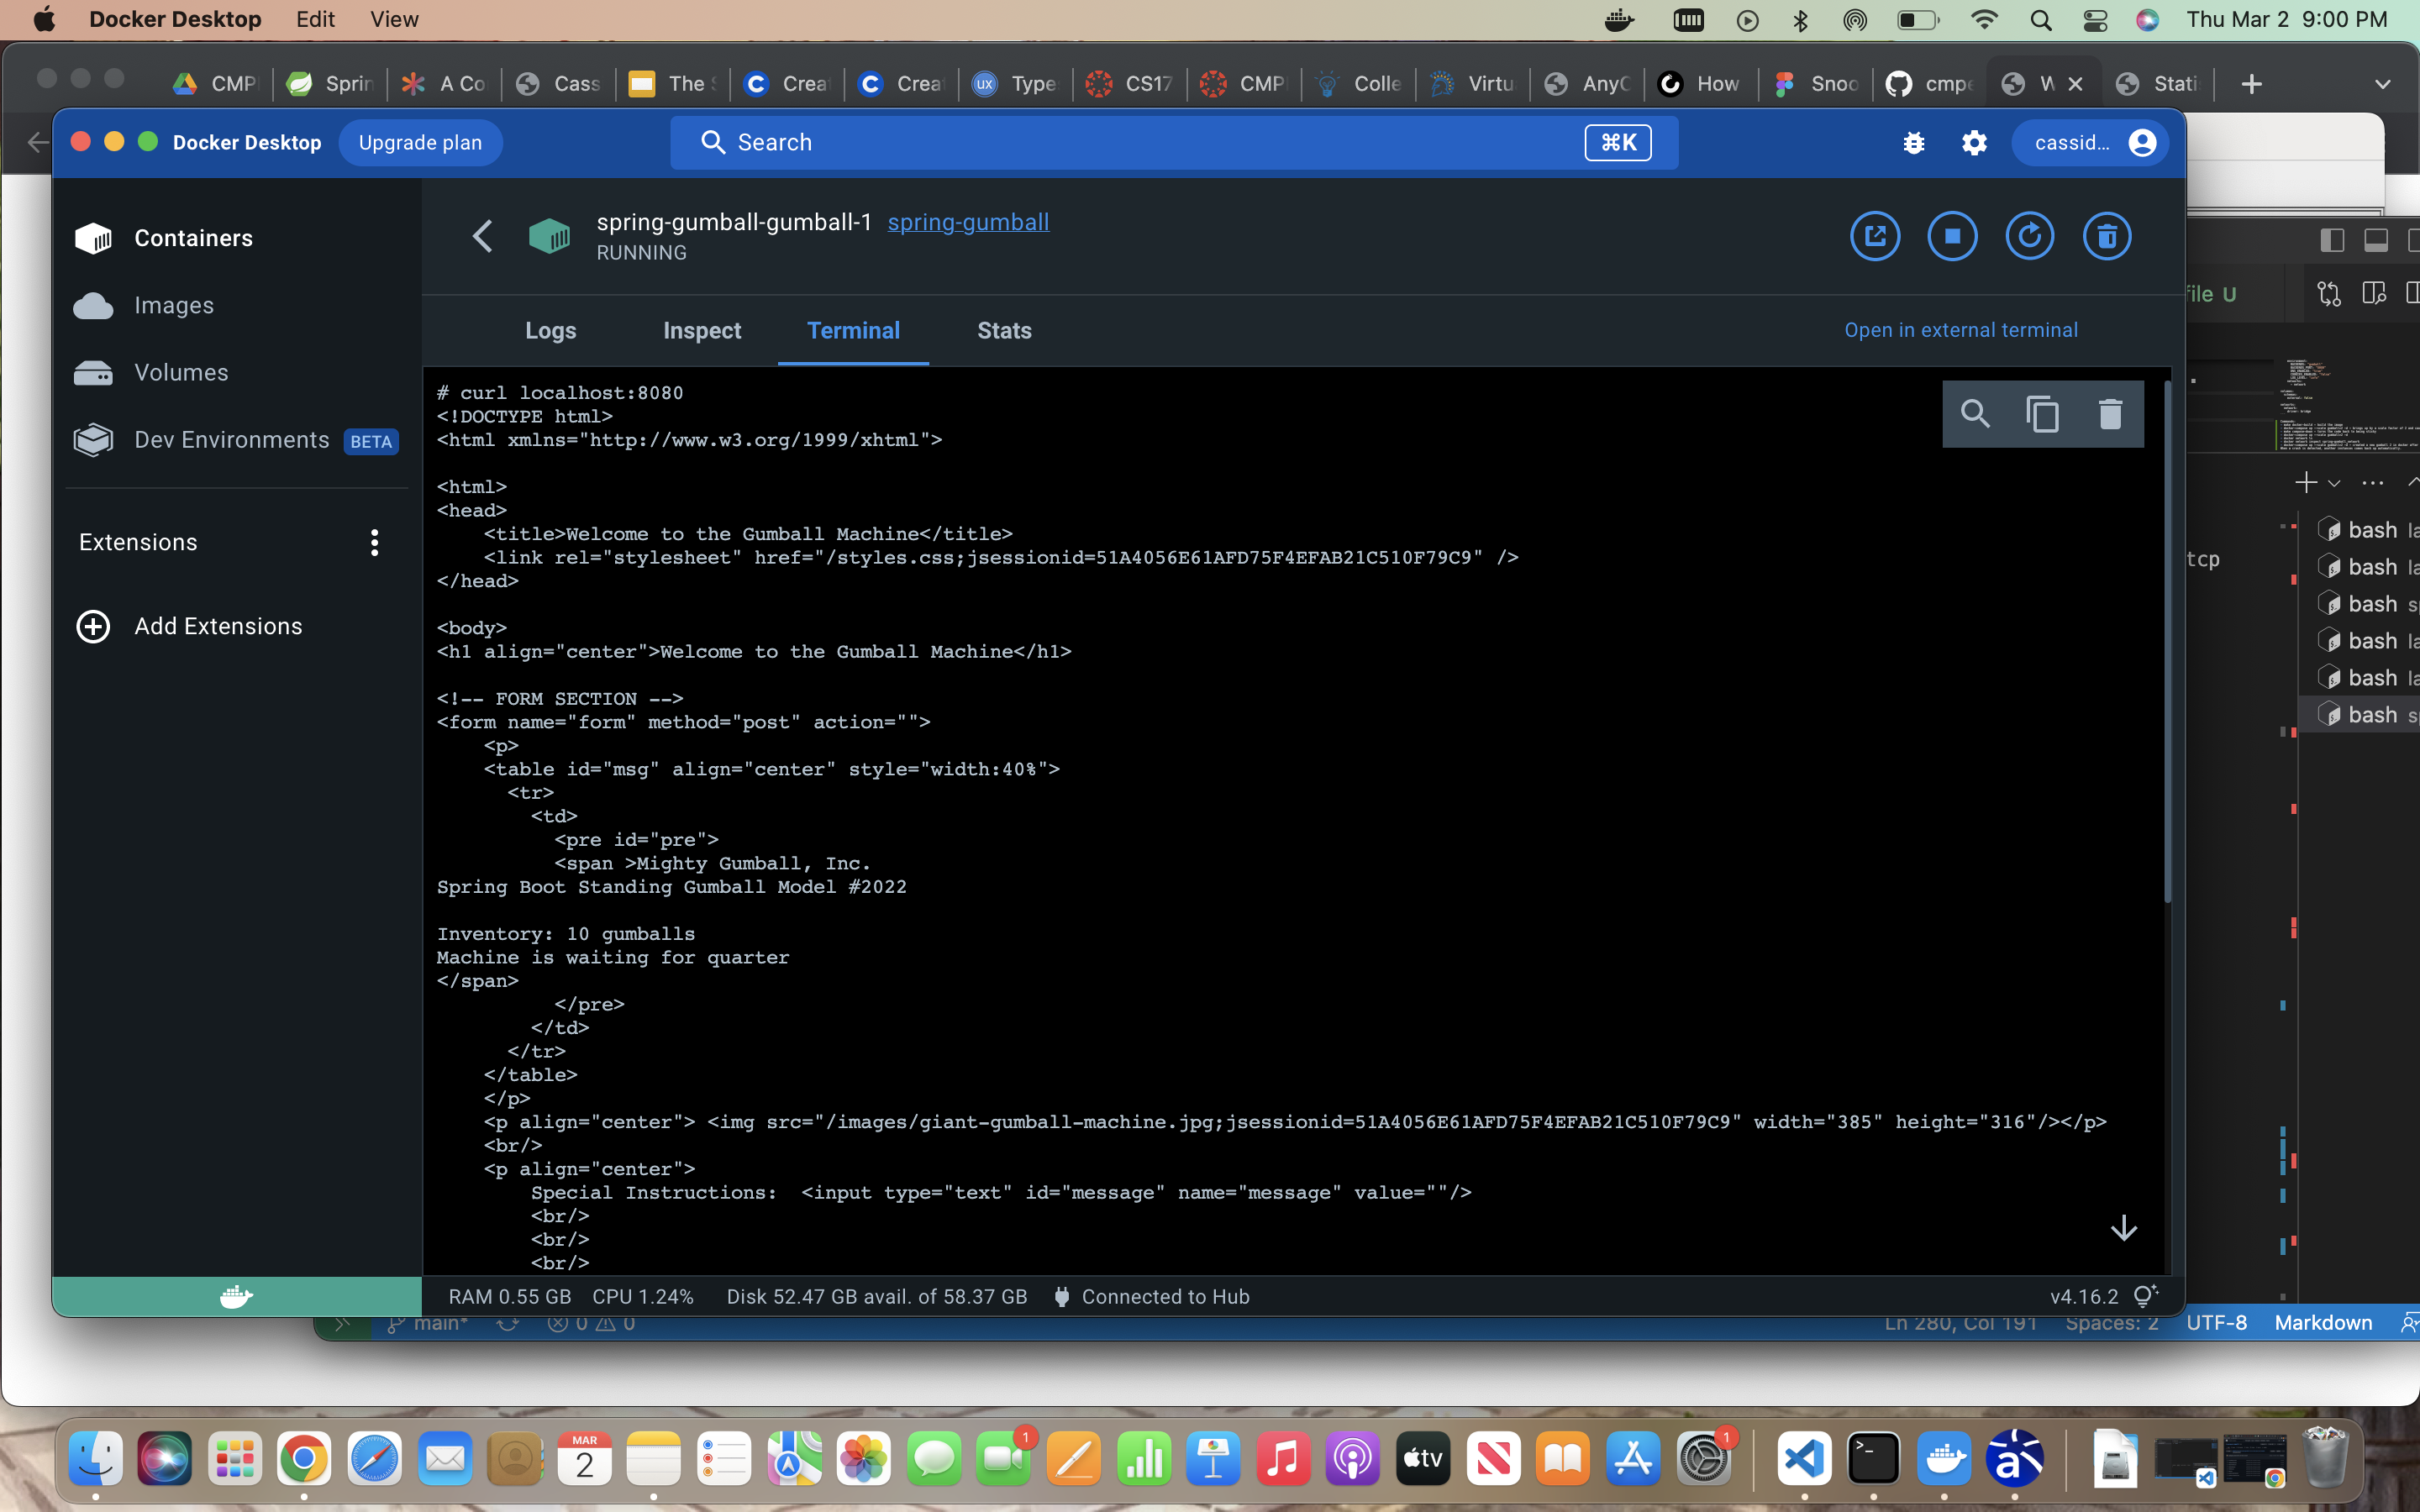 Docker Desktop Edit View Thu Mar 2 9:00 PM
CMP Sprin A Co Cass The S Crea Crea Type CS17 CMP Colle Virtu AnyC How Snoo cmpe W Stati
Docker Desktop Upgrade plan Search ⌘K cassid...
Containers
Images
Volumes
Dev Environments BETA
Extensions
Add Extensions
spring-gumball-gumball-1 spring-gumball
RUNNING
Logs Inspect Terminal Stats Open in external terminal
# curl localhost:8080
<!DOCTYPE html>
<html xmlns="http://www.w3.org/1999/xhtml">
<html>
<head>
<title>Welcome to the Gumball Machine</title>
<link rel="stylesheet" href="/styles.css;jsessionid=51A4056E61AFD75F4EFAB21C510F79C9" />
</head>
<body>
<h1 align="center">Welcome to the Gumball Machine</h1>
<!-- FORM SECTION -->
<form name="form" method="post" action="">
<p>
<table id="msg" align="center" style="width:40%">
<tr>
<td>
<pre id="pre">
<span >Mighty Gumball, Inc.
Spring Boot Standing Gumball Model #2022
Inventory: 10 gumballs
Machine is waiting for quarter
</span>
</pre>
</td>
</tr>
</table>
</p>
<p align="center"> <img src="/images/giant-gumball-machine.jpg;jsessionid=51A4056E61AFD75F4EFAB21C510F79C9" width="385" height="316"/></p>
<br/>
<p align="center">
Special Instructions: <input type="text" id="message" name="message" value=""/>
<br/>
<br/>
<br/>
RAM 0.55 GB CPU 1.24% Disk 52.47 GB avail. of 58.37 GB Connected to Hub v4.16.2
file U
tcp
bash la
bash la
bash s
bash la
bash la
bash s
main* 0 0 Ln 280, Col 191 Spaces: 2 UTF-8 Markdown
MAR
2
1
tv
1